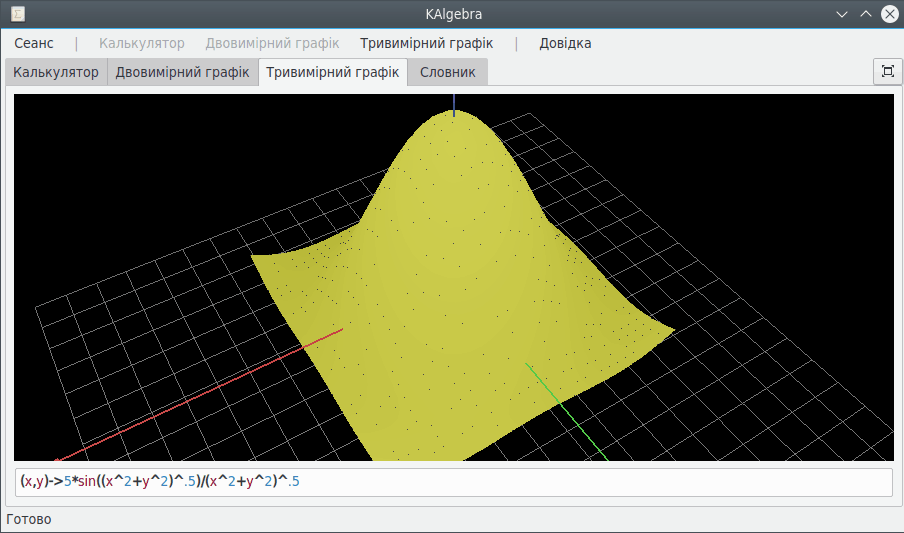 KAlgebra
Сеанс | Калькулятор Двовимірний графік Тривимірний графік | Довідка
Калькулятор Двовимірний графік Тривимірний графік Словник
(x,y)->5*sin((x^2+y^2)^.5)/(x^2+y^2)^.5
Готово